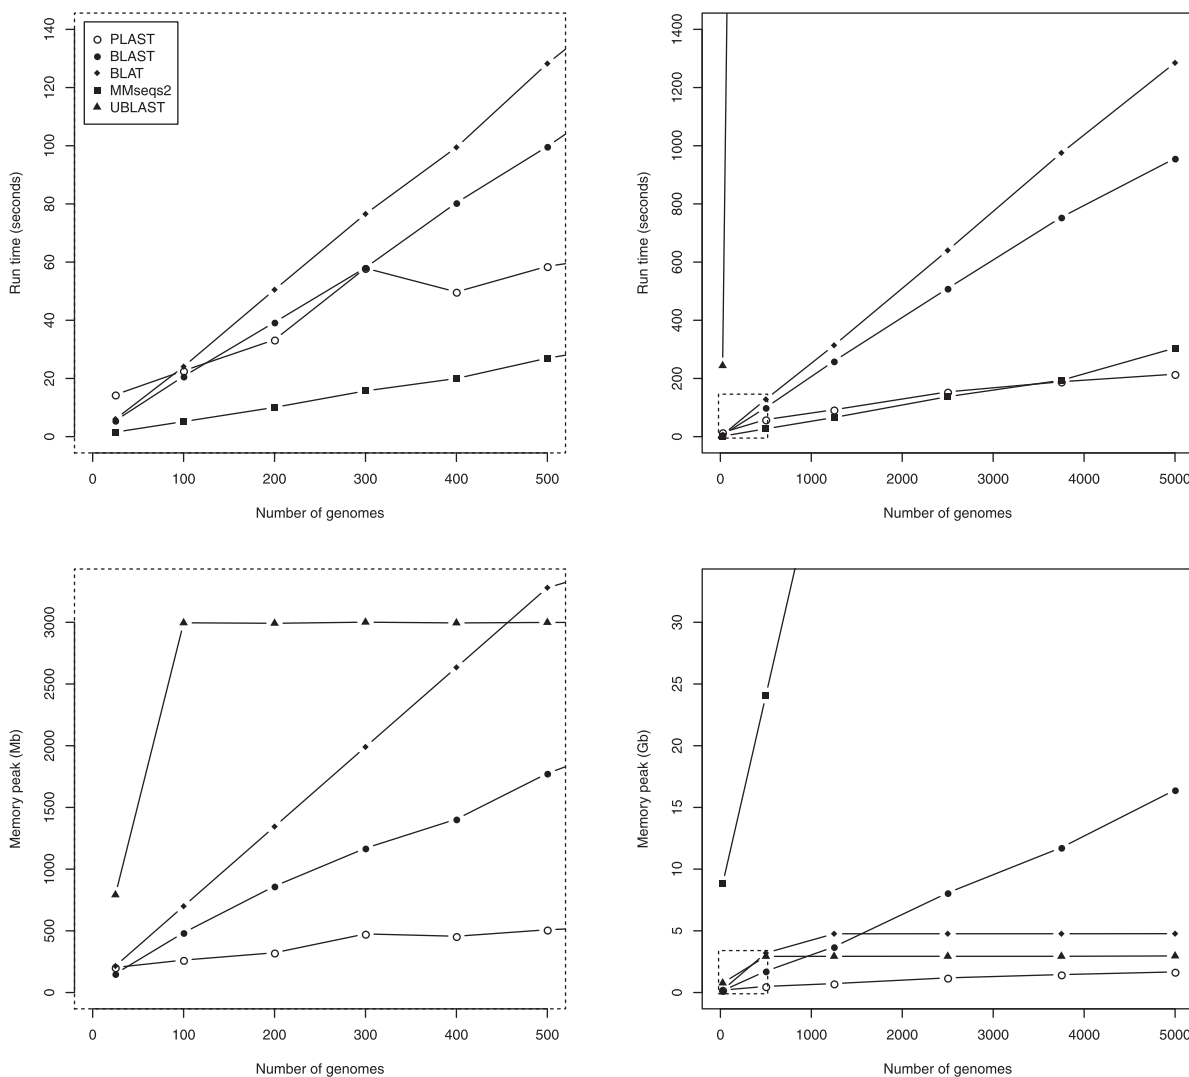 PLAST
BLAST
BLAT
MMseqs2
UBLAST
Run time (seconds)
0 20 40 60 80 100 120 140
0 100 200 300 400 500
Number of genomes
Run time (seconds)
0 200 400 600 800 1000 1200 1400
0 1000 2000 3000 4000 5000
Number of genomes
Memory peak (Mb)
0 500 1000 1500 2000 2500 3000
0 100 200 300 400 500
Number of genomes
Memory peak (Gb)
0 5 10 15 20 25 30
0 1000 2000 3000 4000 5000
Number of genomes